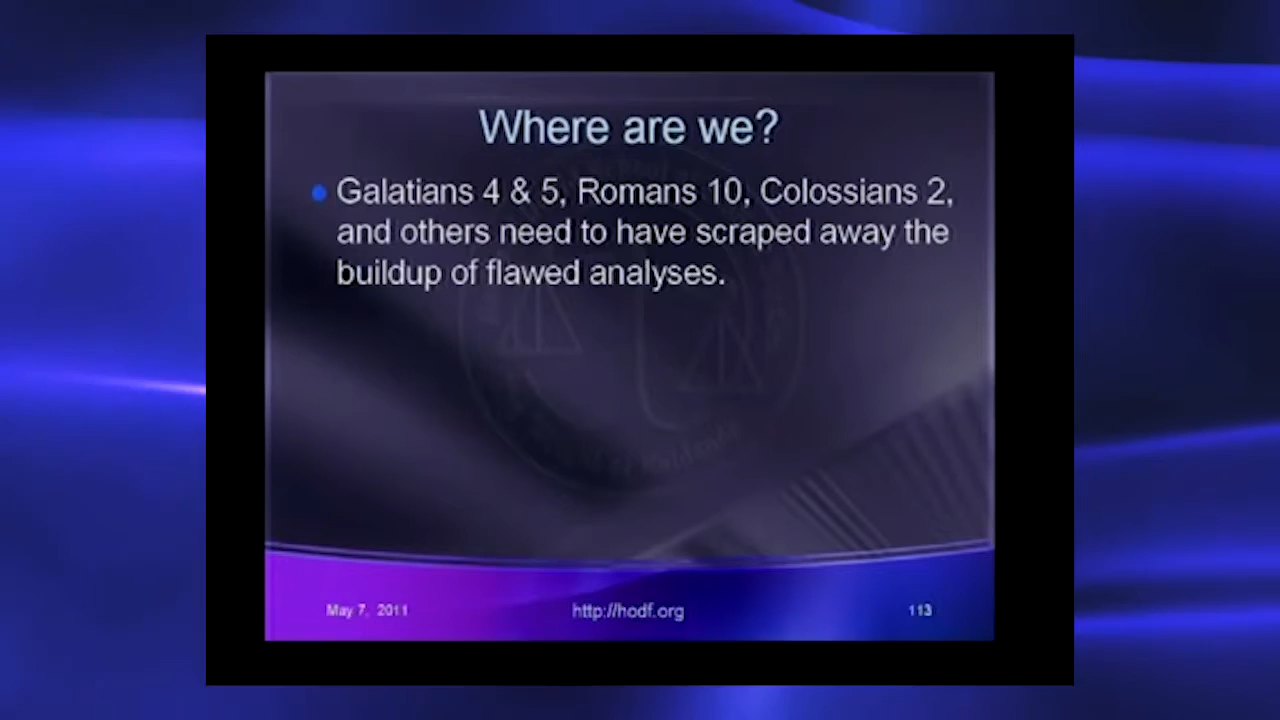 Where are we?
Galatians 4 & 5, Romans 10, Colossians 2,
and others need to have scraped away the
buildup of flawed analyses.
May 7, 2011
http://hodf.org
113